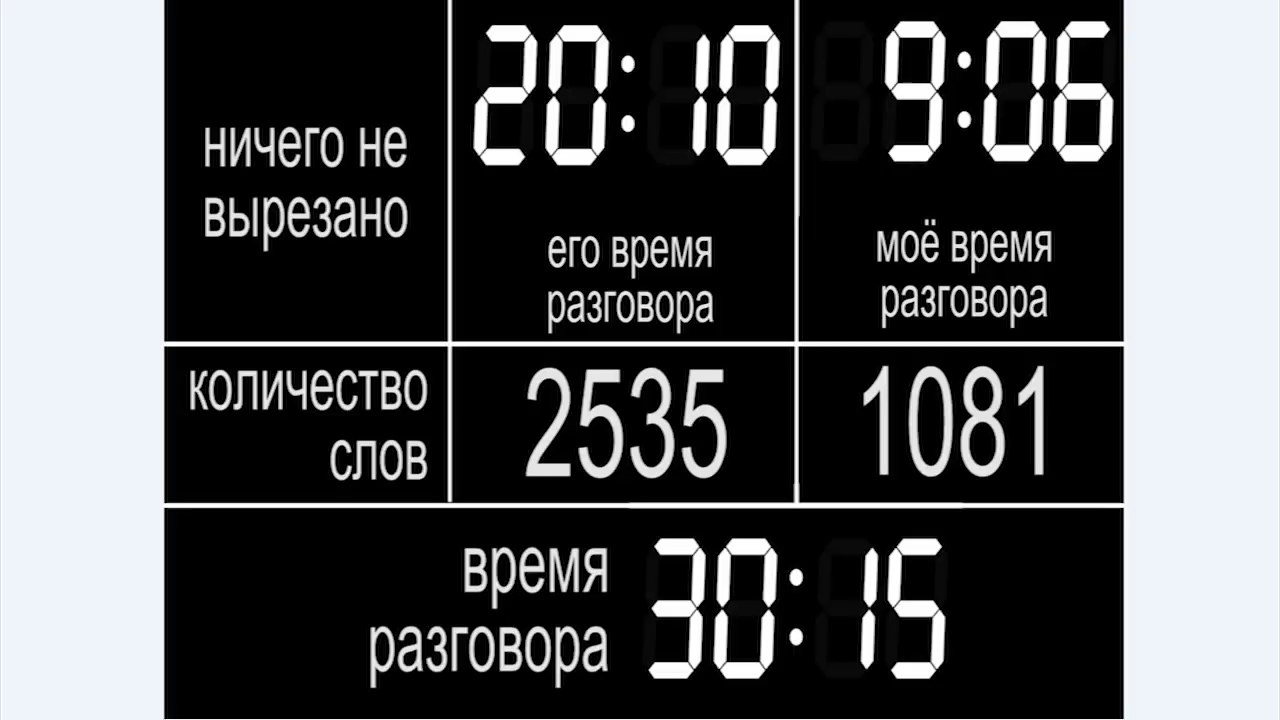 ничего не
вырезано
20:10
его время
разговора
9:06
моё время
разговора
количество
слов
2535
1081
время
разговора
30:15